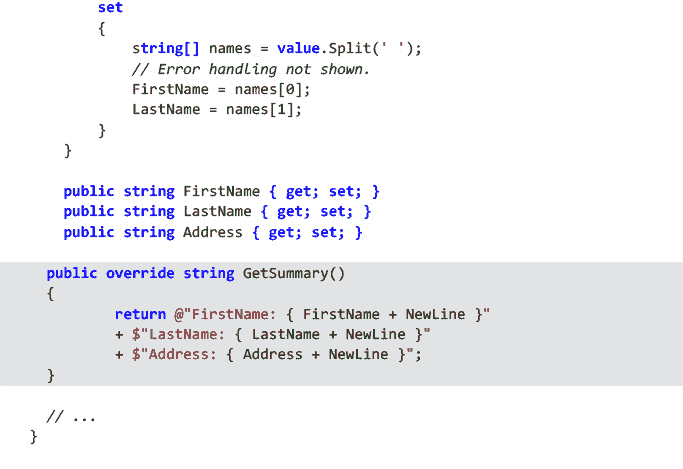 set
{
string[] names = value.Split(' ');
// Error handling not shown.
FirstName = names[0];
LastName = names[1];
}
}
public string FirstName { get; set; }
public string LastName { get; set; }
public string Address { get; set; }
public override string GetSummary()
{
return @"FirstName: { FirstName + NewLine }"
+ $"LastName: { LastName + NewLine }"
+ $"Address: { Address + NewLine }";
}
// ...
}